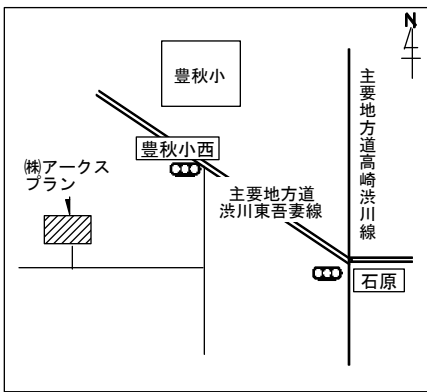 N
豊秋小
主要地方道高崎渋川線
豊秋小西
㈱アークス
プラン
主要地方道
渋川東吾妻線
石原